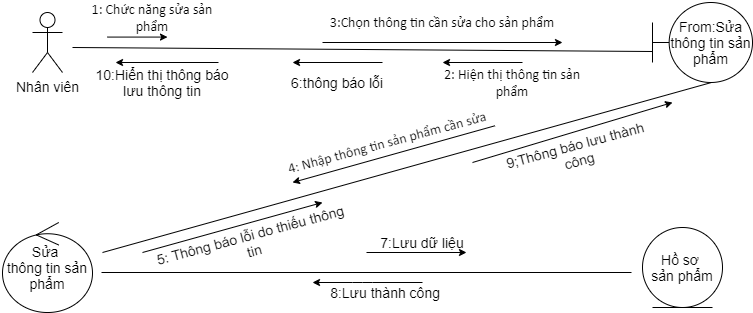 1: Chức năng sửa sản
phẩm
3:Chọn thông tin cần sửa cho sản phẩm
From:Sửa
thông tin sản
phẩm
Nhân viên
10:Hiển thị thông báo
lưu thông tin
6:thông báo lỗi
2: Hiện thị thông tin sản
phẩm
4: Nhập thông tin sản phẩm cần sửa
9;Thông báo lưu thành
công
5: Thông báo lỗi do thiếu thông
tin
Sửa
thông tin sản
phẩm
7:Lưu dữ liệu
8:Lưu thành công
Hồ sơ
sản phẩm